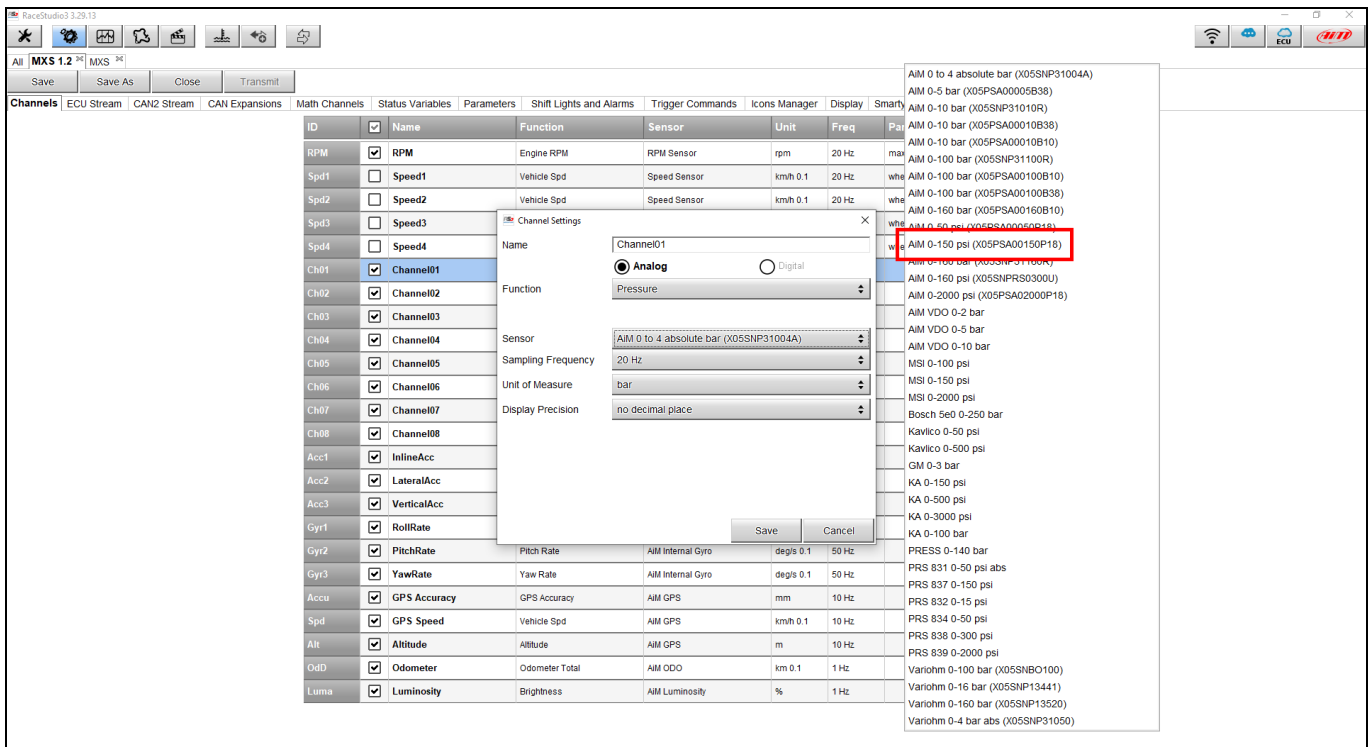 RaceStudio3 3.29.13
ECU
AiM
All MXS 1.2 MXS
Save Save As Close Transmit
Channels ECU Stream CAN2 Stream CAN Expansions Math Channels Status Variables Parameters Shift Lights and Alarms Trigger Commands Icons Manager Display Smarty
ID Name Function Sensor Unit Freq Par
RPM RPM Engine RPM RPM Sensor rpm 20 Hz max
Spd1 Speed1 Vehicle Spd Speed Sensor km/h 0.1 20 Hz whe
Spd2 Speed2 Vehicle Spd Speed Sensor km/h 0.1 20 Hz whe
Spd3 Speed3 whe
Spd4 Speed4
Ch01 Channel01
Ch02 Channel02
Ch03 Channel03
Ch04 Channel04
Ch05 Channel05
Ch06 Channel06
Ch07 Channel07
Ch08 Channel08
Acc1 InlineAcc
Acc2 LateralAcc
Acc3 VerticalAcc
Gyr1 RollRate
Gyr2 PitchRate Pitch Rate AiM Internal Gyro deg/s 0.1 50 Hz
Gyr3 YawRate Yaw Rate AiM Internal Gyro deg/s 0.1 50 Hz
Accu GPS Accuracy GPS Accuracy AiM GPS mm 10 Hz
Spd GPS Speed Vehicle Spd AiM GPS km/h 0.1 10 Hz
Alt Altitude Altitude AiM GPS m 10 Hz
OdD Odometer Odometer Total AiM ODO km 0.1 1 Hz
Luma Luminosity Brightness AiM Luminosity % 1 Hz
Channel Settings
Name Channel01
Analog Digital
Function Pressure
Sensor AiM 0 to 4 absolute bar (X05SNP31004A)
Sampling Frequency 20 Hz
Unit of Measure bar
Display Precision no decimal place
Save Cancel
AiM 0 to 4 absolute bar (X05SNP31004A)
AiM 0-5 bar (X05PSA00005B38)
AiM 0-10 bar (X05SNP31010R)
AiM 0-10 bar (X05PSA00010B38)
AiM 0-10 bar (X05PSA00010B10)
AiM 0-100 bar (X05SNP31100R)
AiM 0-100 bar (X05PSA00100B10)
AiM 0-100 bar (X05PSA00100B38)
AiM 0-160 bar (X05PSA00160B10)
AiM 0-50 psi (X05PSA00050P18)
AiM 0-150 psi (X05PSA00150P18)
AiM 0-160 bar (X05SNP31160R)
AiM 0-160 psi (X05SNPRS0300U)
AiM 0-2000 psi (X05PSA02000P18)
AiM VDO 0-2 bar
AiM VDO 0-5 bar
AiM VDO 0-10 bar
MSI 0-100 psi
MSI 0-150 psi
MSI 0-2000 psi
Bosch 5e0 0-250 bar
Kavlico 0-50 psi
Kavlico 0-500 psi
GM 0-3 bar
KA 0-150 psi
KA 0-500 psi
KA 0-3000 psi
KA 0-100 bar
PRESS 0-140 bar
PRS 831 0-50 psi abs
PRS 837 0-150 psi
PRS 832 0-15 psi
PRS 834 0-50 psi
PRS 838 0-300 psi
PRS 839 0-2000 psi
Variohm 0-100 bar (X05SNBO100)
Variohm 0-16 bar (X05SNP13441)
Variohm 0-160 bar (X05SNP13520)
Variohm 0-4 bar abs (X05SNP31050)